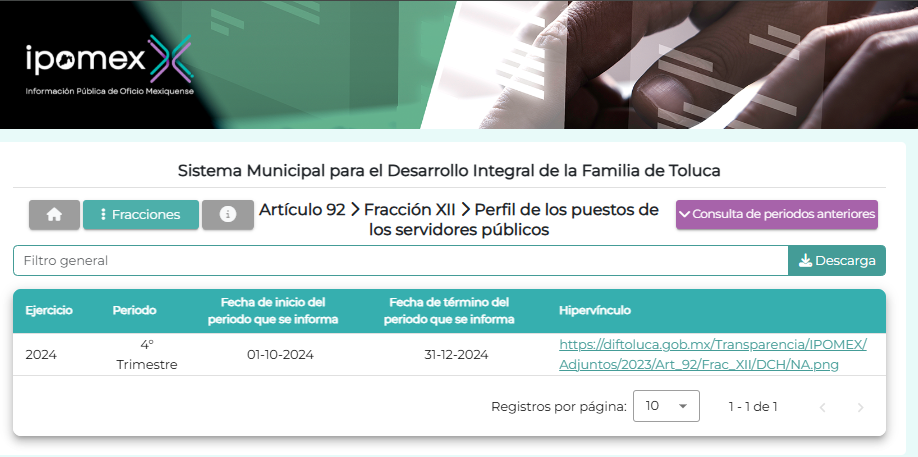 ipomex
Información Pública de Oficio Mexiquense
Sistema Municipal para el Desarrollo Integral de la Familia de Toluca
Fracciones
Artículo 92 > Fracción XII > Perfil de los puestos de
los servidores públicos
Consulta de periodos anteriores
Filtro general
Descarga
Ejercicio
Periodo
Fecha de inicio del
periodo que se informa
Fecha de término del
periodo que se informa
Hipervínculo
2024
4°
Trimestre
01-10-2024
31-12-2024
https://diftoluca.gob.mx/Transparencia/IPOMEX/
Adjuntos/2023/Art_92/Frac_XII/DCH/NA.png
Registros por página:
10
1 - 1 de 1